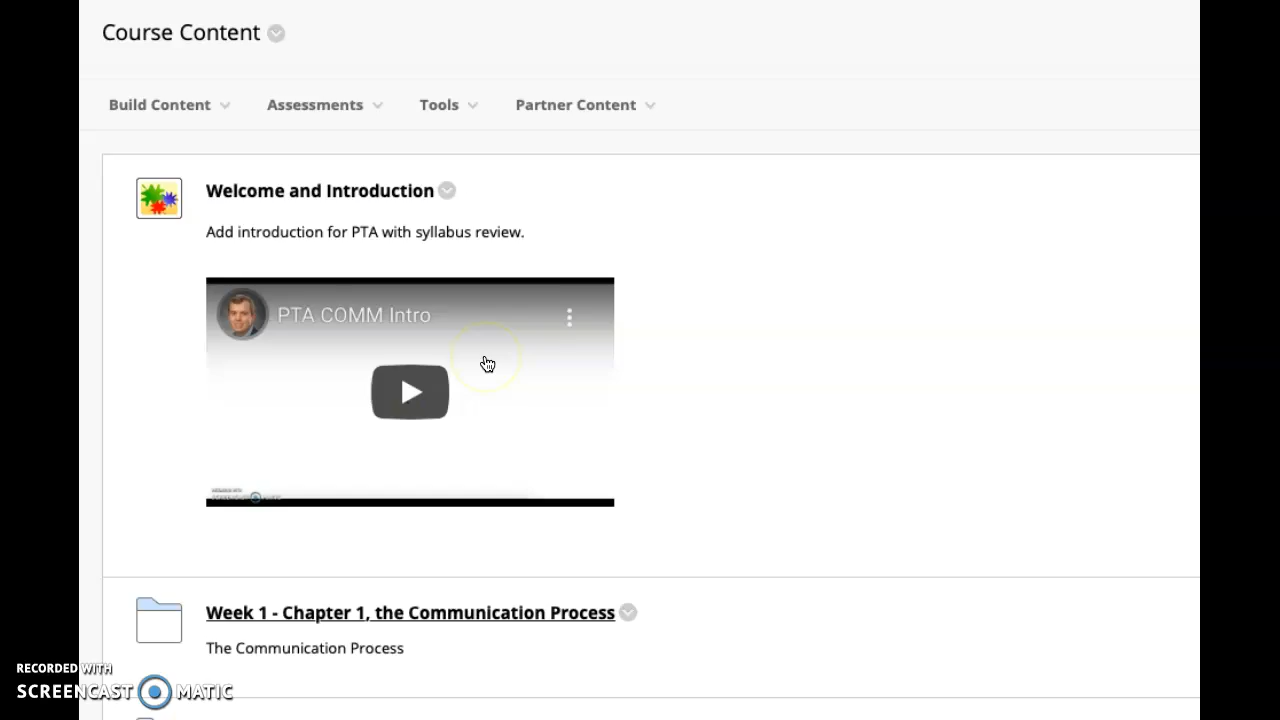 Course Content
Build Content Assessments Tools Partner Content
Welcome and Introduction
Add introduction for PTA with syllabus review.
PTA COMM Intro
Week 1 - Chapter 1, the Communication Process
The Communication Process
RECORDED WITH
SCREENCAST MATIC